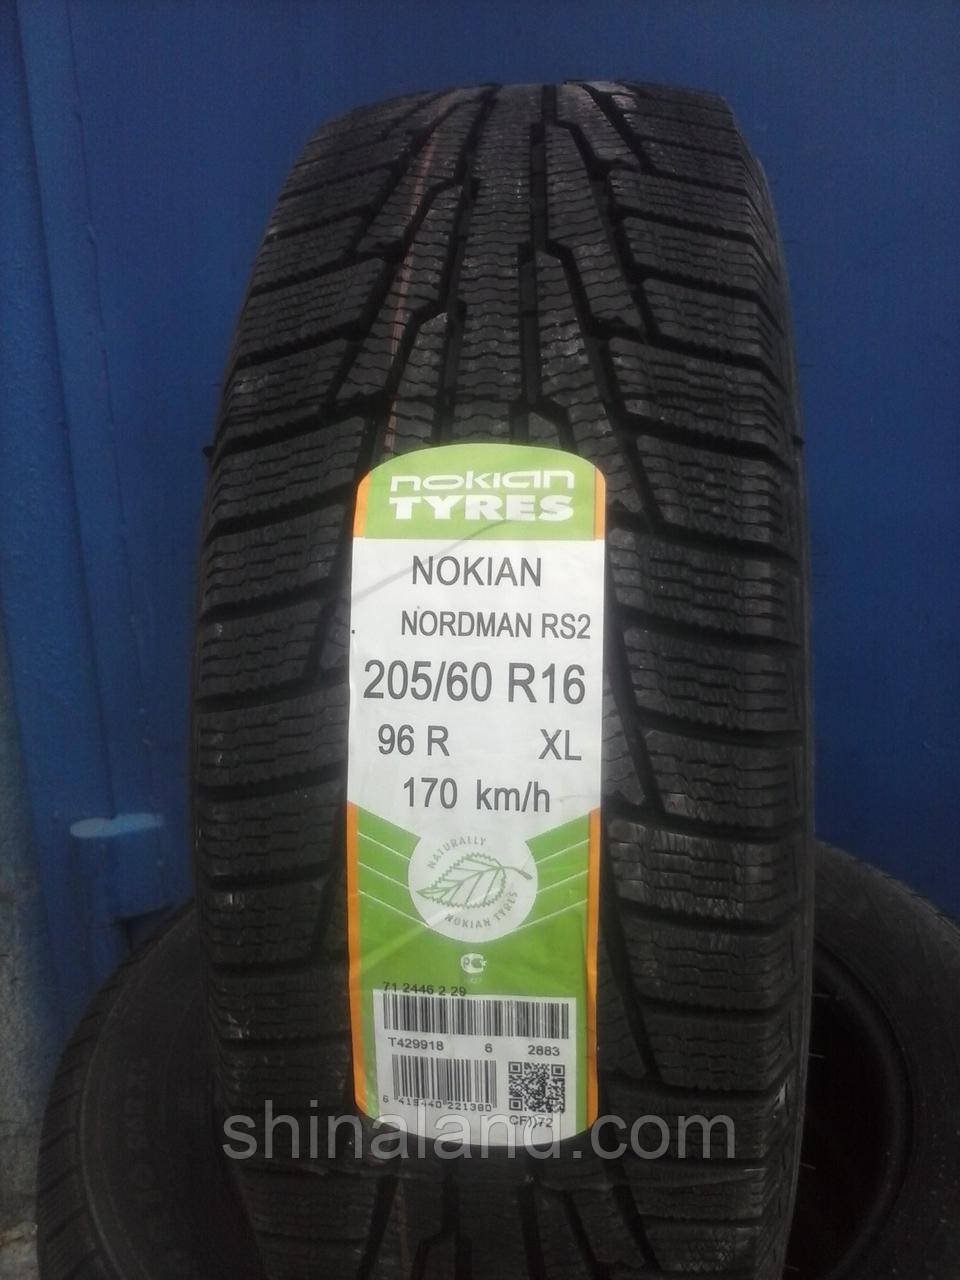 nokian
TYRES
NOKIAN
NORDMAN RS2
205/60 R16
96 R XL
170 km/h
NATURALLY
NOKIAN TYRES
71 2446 2 29
T429918 6 2883
6 419440 221380
shinaland.com